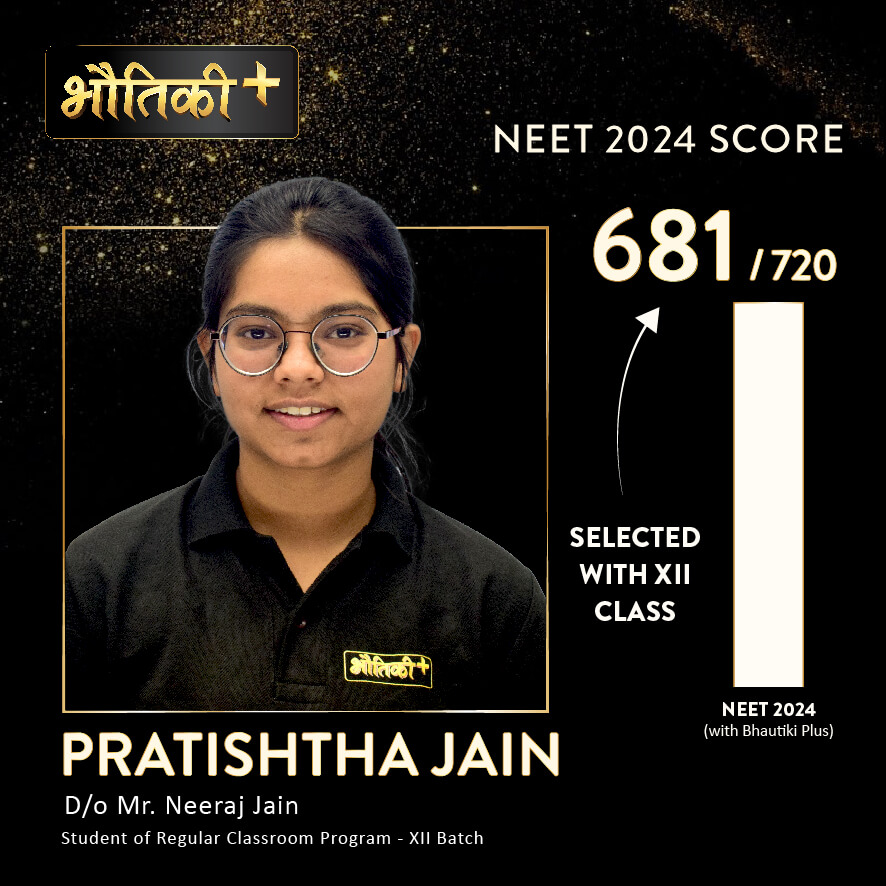 भौतिकी+
NEET 2024 SCORE
681 / 720
SELECTED
WITH XII
CLASS
भौतिकी+
NEET 2024
(with Bhautiki Plus)
PRATISHTHA JAIN
D/o Mr. Neeraj Jain
Student of Regular Classroom Program - XII Batch